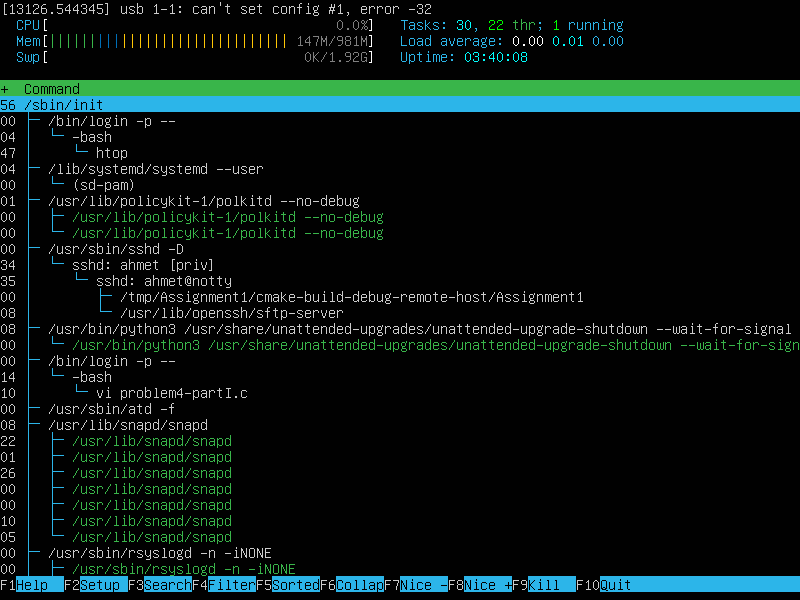 [13126.544345] usb 1-1: can't set config #1, error -32
CPU[ 0.0%] Tasks: 30, 22 thr; 1 running
Mem[|||||||||||||||||||||||||||||| 147M/981M] Load average: 0.00 0.01 0.00
Swp[ 0K/1.92G] Uptime: 03:40:08
+ Command
56 /sbin/init
00 ├─ /bin/login -p --
04 │  └─ -bash
47 │     └─ htop
04 ├─ /lib/systemd/systemd --user
00 │  └─ (sd-pam)
01 ├─ /usr/lib/policykit-1/polkitd --no-debug
00 │  ├─ /usr/lib/policykit-1/polkitd --no-debug
00 │  └─ /usr/lib/policykit-1/polkitd --no-debug
00 ├─ /usr/sbin/sshd -D
34 │  └─ sshd: ahmet [priv]
35 │     └─ sshd: ahmet@notty
00 │        ├─ /tmp/Assignment1/cmake-build-debug-remote-host/Assignment1
08 │        └─ /usr/lib/openssh/sftp-server
08 ├─ /usr/bin/python3 /usr/share/unattended-upgrades/unattended-upgrade-shutdown --wait-for-signal
00 │  └─ /usr/bin/python3 /usr/share/unattended-upgrades/unattended-upgrade-shutdown --wait-for-sign
00 ├─ /bin/login -p --
14 │  └─ -bash
10 │     └─ vi problem4-partI.c
00 ├─ /usr/sbin/atd -f
08 ├─ /usr/lib/snapd/snapd
22 │  ├─ /usr/lib/snapd/snapd
01 │  ├─ /usr/lib/snapd/snapd
26 │  ├─ /usr/lib/snapd/snapd
00 │  ├─ /usr/lib/snapd/snapd
00 │  ├─ /usr/lib/snapd/snapd
10 │  ├─ /usr/lib/snapd/snapd
05 │  └─ /usr/lib/snapd/snapd
00 ├─ /usr/sbin/rsyslogd -n -iNONE
00 │  ├─ /usr/sbin/rsyslogd -n -iNONE
F1Help F2Setup F3SearchF4FilterF5SortedF6CollapF7Nice -F8Nice +F9Kill F10Quit